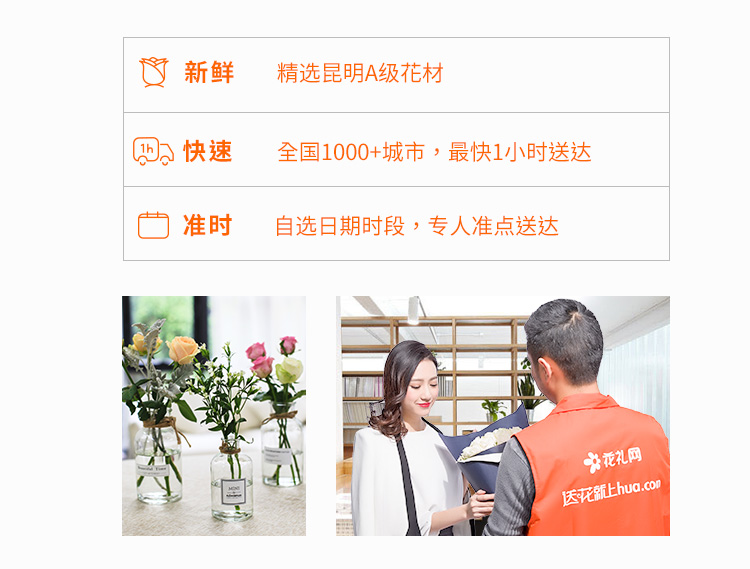 新鲜 精选昆明A级花材
1h 快速 全国1000+城市，最快1小时送达
准时 自选日期时段，专人准点送达
花礼网
送花就上hua.com
MINI